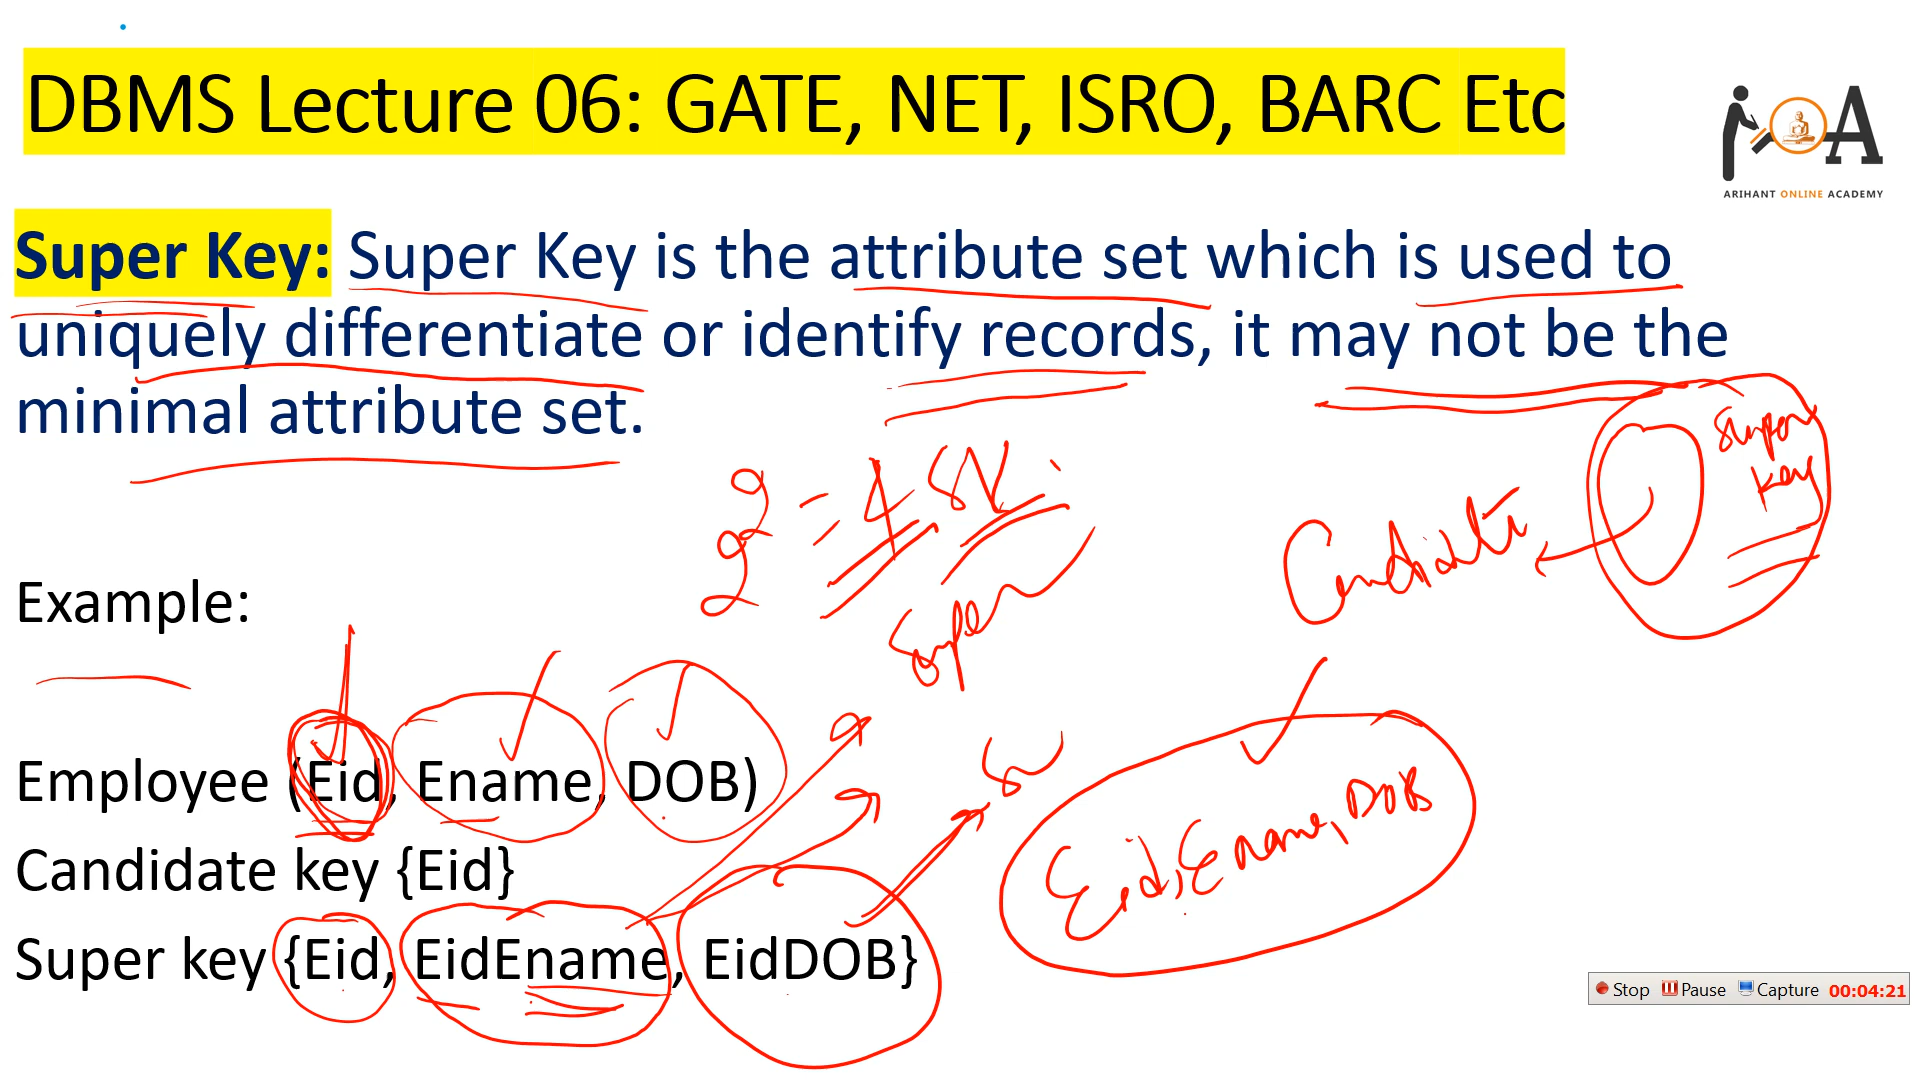 DBMS Lecture 06: GATE, NET, ISRO, BARC Etc
ARIHANT ONLINE ACADEMY
Super Key: Super Key is the attribute set which is used to
uniquely differentiate or identify records, it may not be the
minimal attribute set.
Super
key
2² = 4 SK
Candidate
Super
Example:
Employee (Eid, Ename, DOB)
Eid, Ename, DOB
Candidate key {Eid}
Super key {Eid, EidEname, EidDOB}
Stop Pause Capture 00:04:21